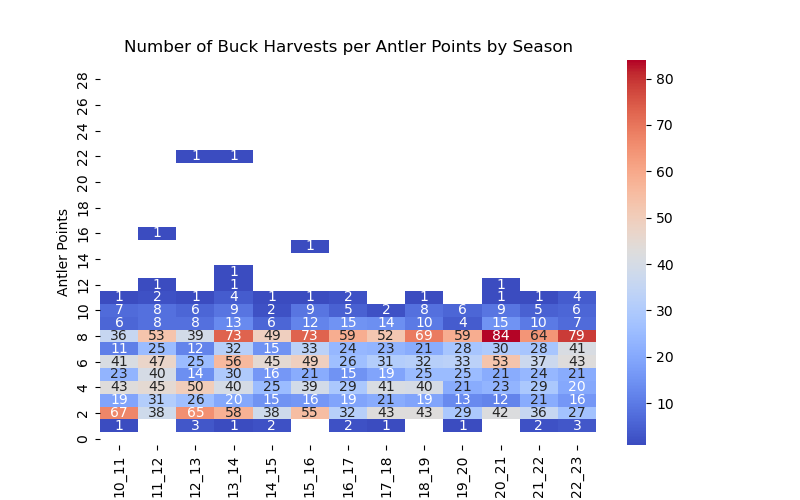 Number of Buck Harvests per Antler Points by Season
Antler Points
28
26
24
22 1 1
20
18
16 1
1
14
1
12 1 1 1
1 2 1 4 1 1 2 1 1 1 4
10 7 8 6 9 2 9 5 2 8 6 9 5 6
6 8 8 13 6 12 15 14 10 4 15 10 7
8 36 53 39 73 49 73 59 52 69 59 84 64 79
11 25 12 32 15 33 24 23 21 28 30 28 41
6 41 47 25 56 45 49 26 31 32 33 53 37 43
23 40 14 30 16 21 15 19 25 25 21 24 21
4 43 45 50 40 25 39 29 41 40 21 23 29 20
19 31 26 20 15 16 19 21 19 13 12 21 16
2 67 38 65 58 38 55 32 43 43 29 42 36 27
1 3 1 2 2 1 1 2 3
0
10_11 11_12 12_13 13_14 14_15 15_16 16_17 17_18 18_19 19_20 20_21 21_22 22_23
80
70
60
50
40
30
20
10